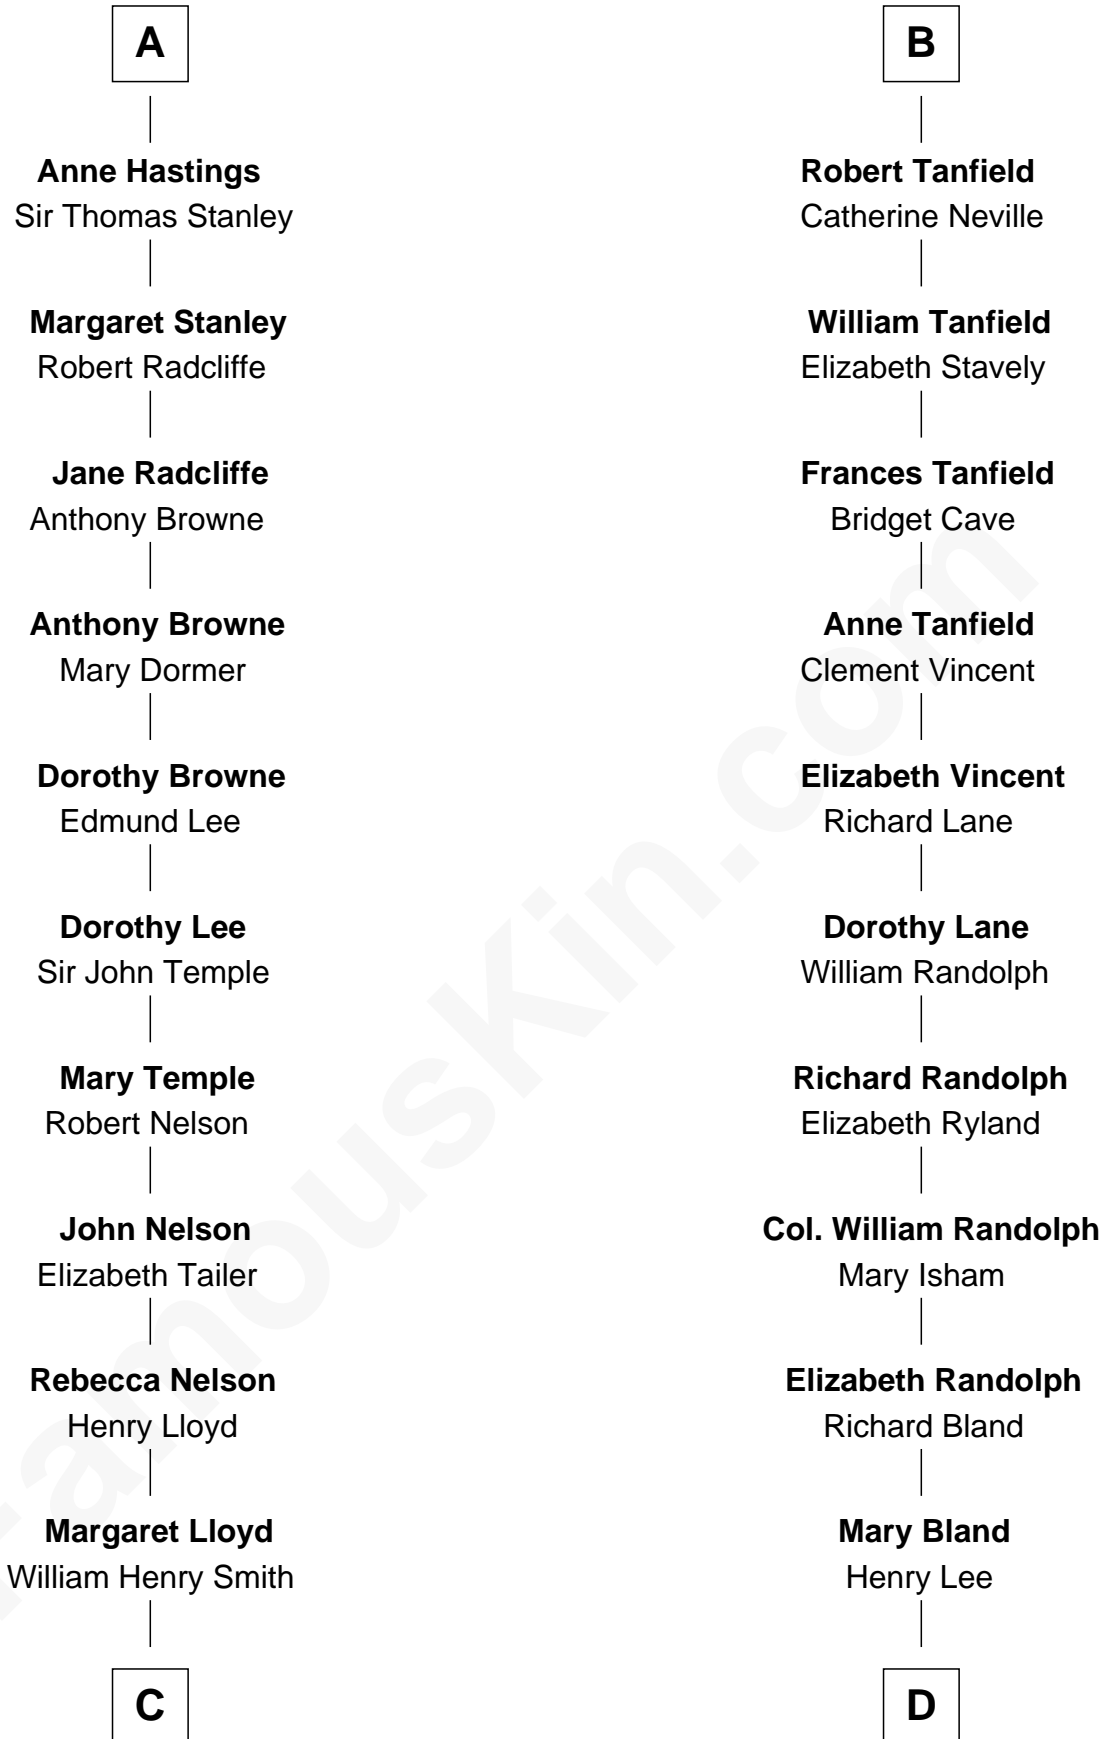 A
Anne Hastings
Sir Thomas Stanley
Margaret Stanley
Robert Radcliffe
Jane Radcliffe
Anthony Browne
Anthony Browne
Mary Dormer
Dorothy Browne
Edmund Lee
Dorothy Lee
Sir John Temple
Mary Temple
Robert Nelson
John Nelson
Elizabeth Tailer
Rebecca Nelson
Henry Lloyd
Margaret Lloyd
William Henry Smith
C
B
Robert Tanfield
Catherine Neville
William Tanfield
Elizabeth Stavely
Frances Tanfield
Bridget Cave
Anne Tanfield
Clement Vincent
Elizabeth Vincent
Richard Lane
Dorothy Lane
William Randolph
Richard Randolph
Elizabeth Ryland
Col. William Randolph
Mary Isham
Elizabeth Randolph
Richard Bland
Mary Bland
Henry Lee
D
FamousKin.com